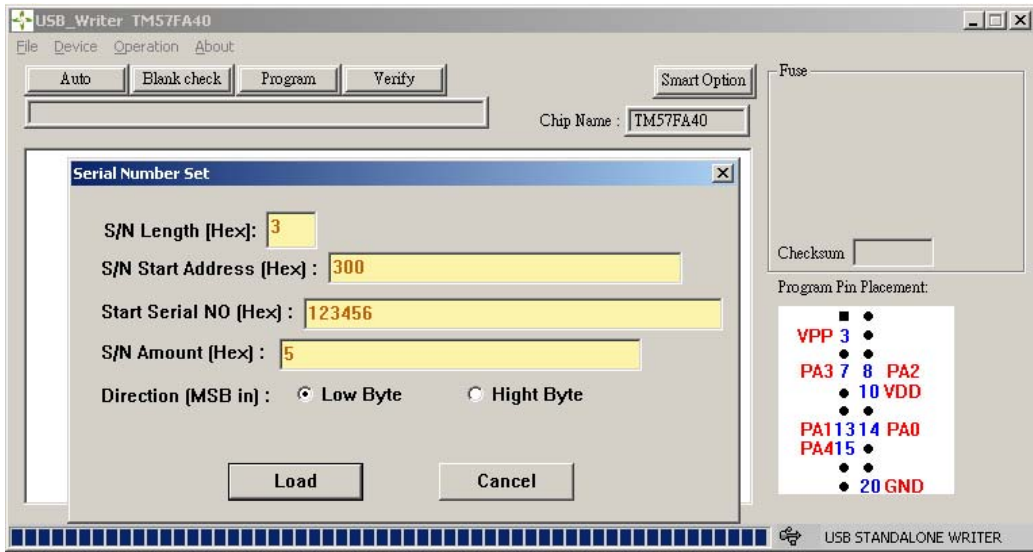 USB_Writer TM57FA40
File Device Operation About
Auto Blank check Program Verify Smart Option
Chip Name : TM57FA40
Fuse
Checksum
Serial Number Set
S/N Length (Hex): 3
S/N Start Address (Hex) : 300
Start Serial NO (Hex) : 123456
S/N Amount (Hex) : 5
Direction (MSB in) : Low Byte Hight Byte
Load Cancel
Program Pin Placement:
VPP 3
PA3 7 8 PA2
10 VDD
PA1 13 14 PA0
PA4 15
20 GND
USB STANDALONE WRITER